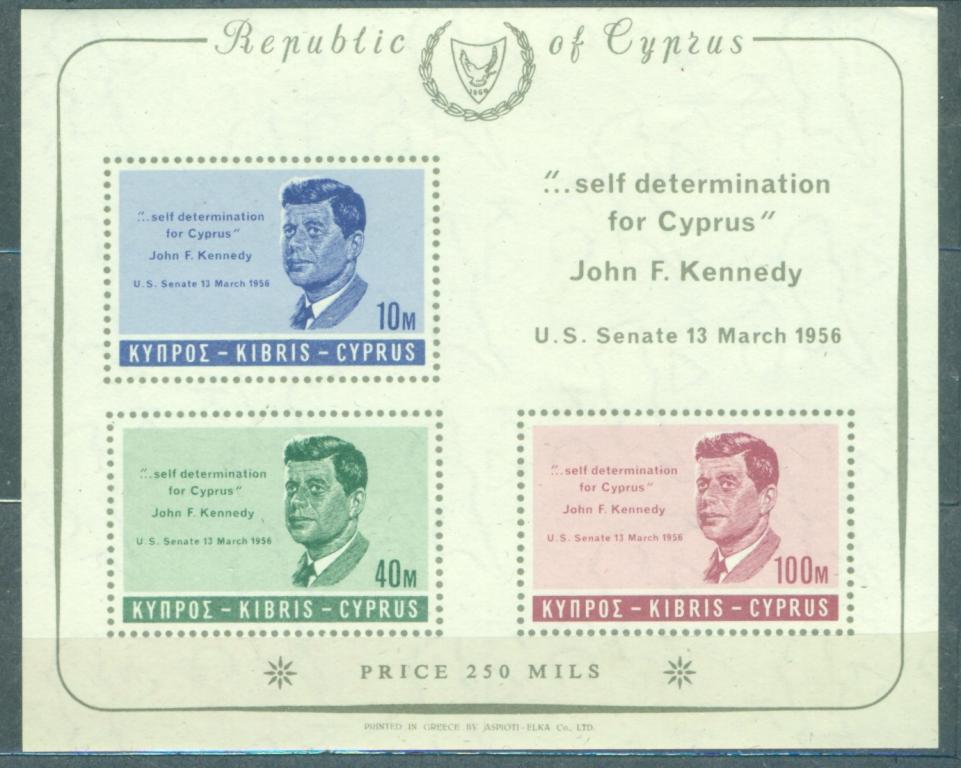 Republic of Cyprus
1960
"...self determination
for Cyprus"
John F. Kennedy
U.S. Senate 13 March 1956
10M
ΚΥΠΡΟΣ - KIBRIS - CYPRUS
"...self determination
for Cyprus"
John F. Kennedy
U.S. Senate 13 March 1956
"...self determination
for Cyprus"
John F. Kennedy
U.S. Senate 13 March 1956
40M
ΚΥΠΡΟΣ - KIBRIS - CYPRUS
"...self determination
for Cyprus"
John F. Kennedy
U.S. Senate 13 March 1956
100M
ΚΥΠΡΟΣ - KIBRIS - CYPRUS
PRICE 250 MILS
PRINTED IN GREECE BY ASPIOTI-ELKA Co., LTD.